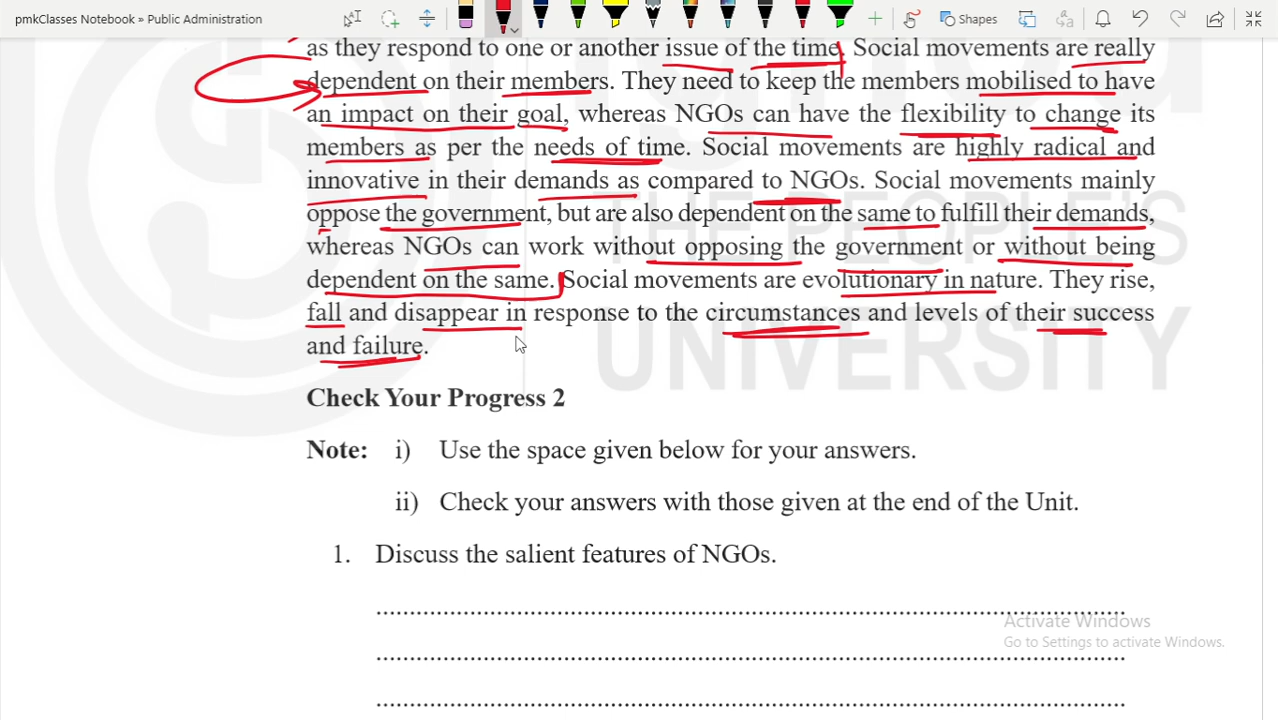 pmkClasses Notebook » Public Administration
Shapes
as they respond to one or another issue of the time. Social movements are really
dependent on their members. They need to keep the members mobilised to have
an impact on their goal, whereas NGOs can have the flexibility to change its
members as per the needs of time. Social movements are highly radical and
innovative in their demands as compared to NGOs. Social movements mainly
oppose the government, but are also dependent on the same to fulfill their demands,
whereas NGOs can work without opposing the government or without being
dependent on the same. Social movements are evolutionary in nature. They rise,
fall and disappear in response to the circumstances and levels of their success
and failure.
THE PEOPLE'S
UNIVERSITY
Check Your Progress 2
Note: i) Use the space given below for your answers.
ii) Check your answers with those given at the end of the Unit.
1. Discuss the salient features of NGOs.
Activate Windows
Go to Settings to activate Windows.